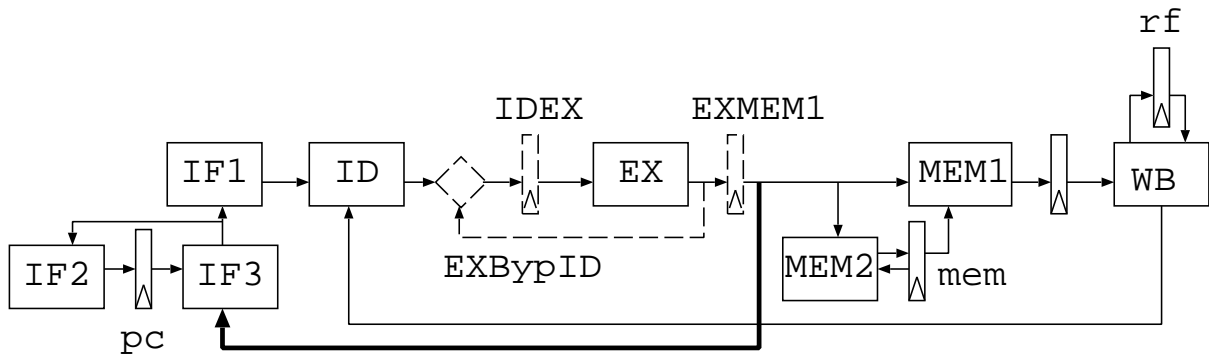 rf
IDEX
EXMEM1
IF1
ID
EX
MEM1
WB
IF2
IF3
EXBypID
MEM2
mem
pc